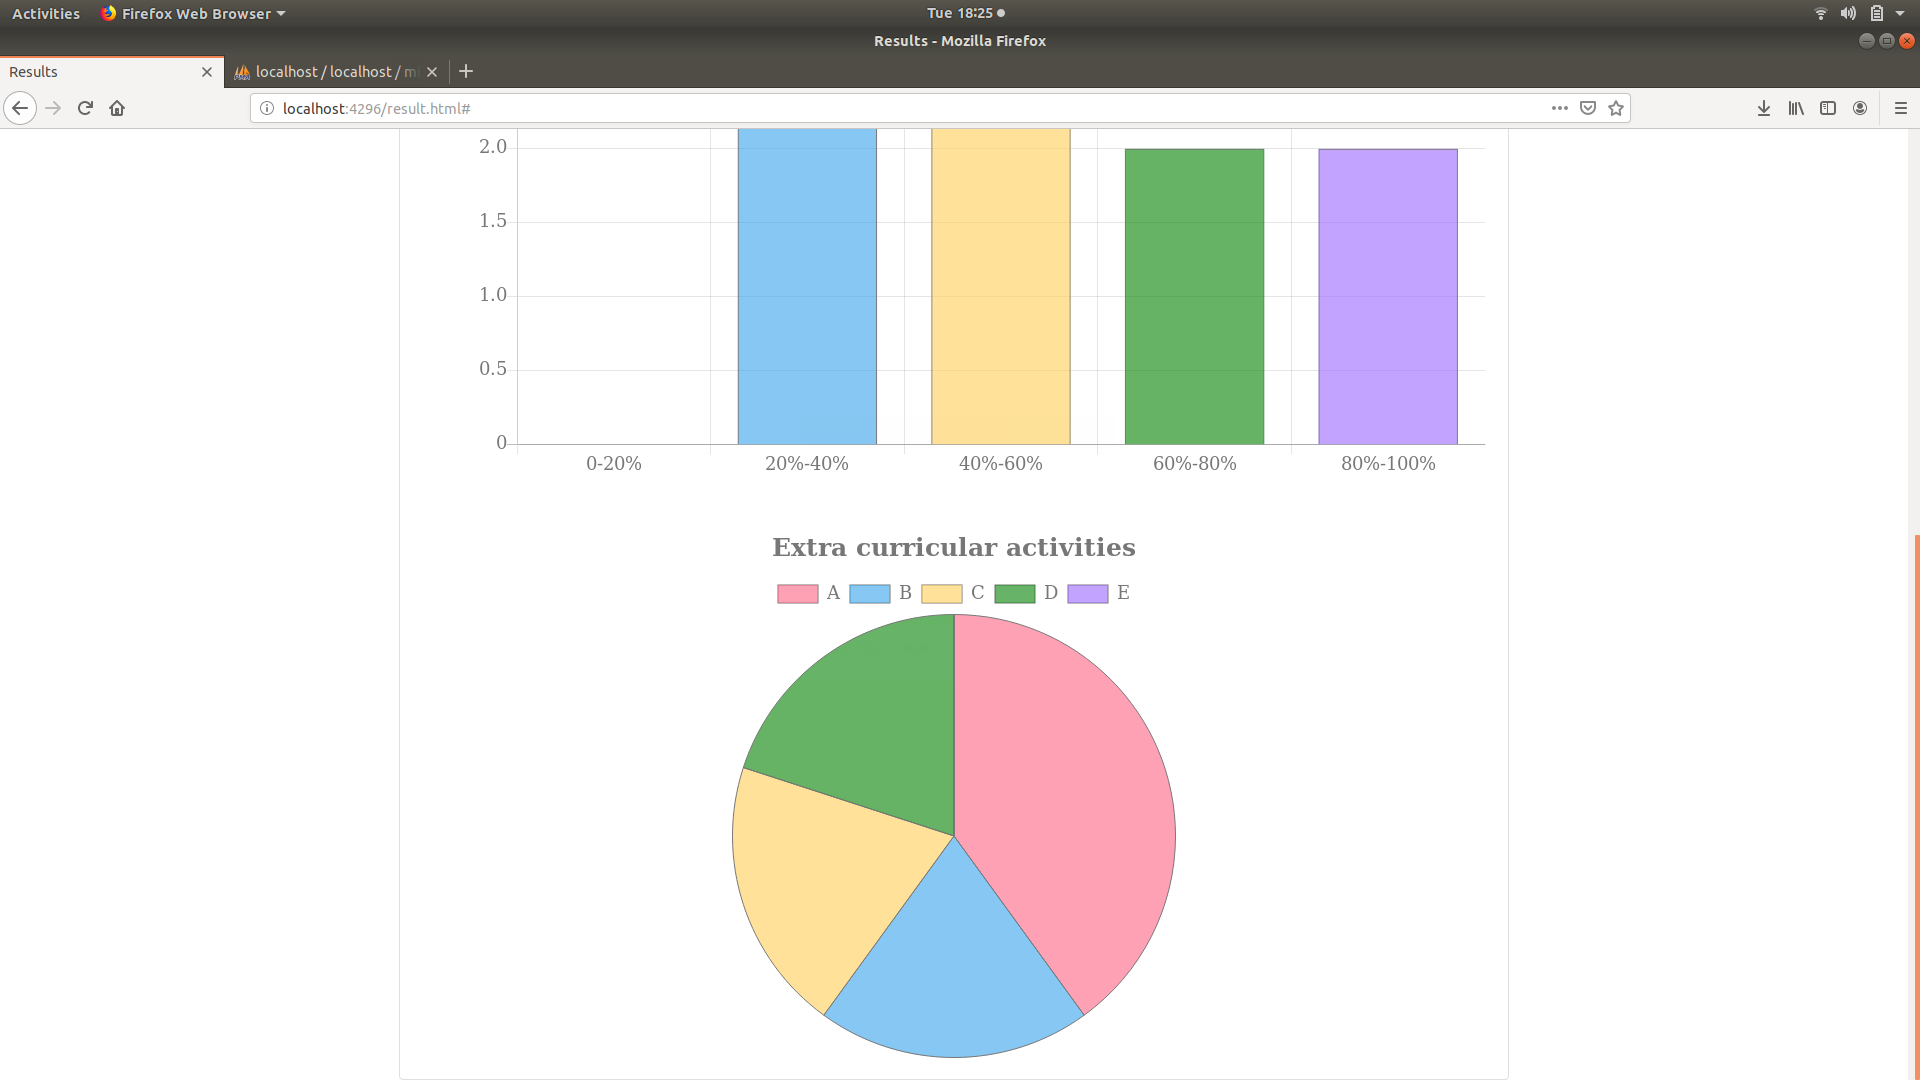 Activities Firefox Web Browser Tue 18:25
Results - Mozilla Firefox
Results localhost / localhost / m
localhost:4296/result.html#
2.0
1.5
1.0
0.5
0
0-20% 20%-40% 40%-60% 60%-80% 80%-100%
Extra curricular activities
A B C D E